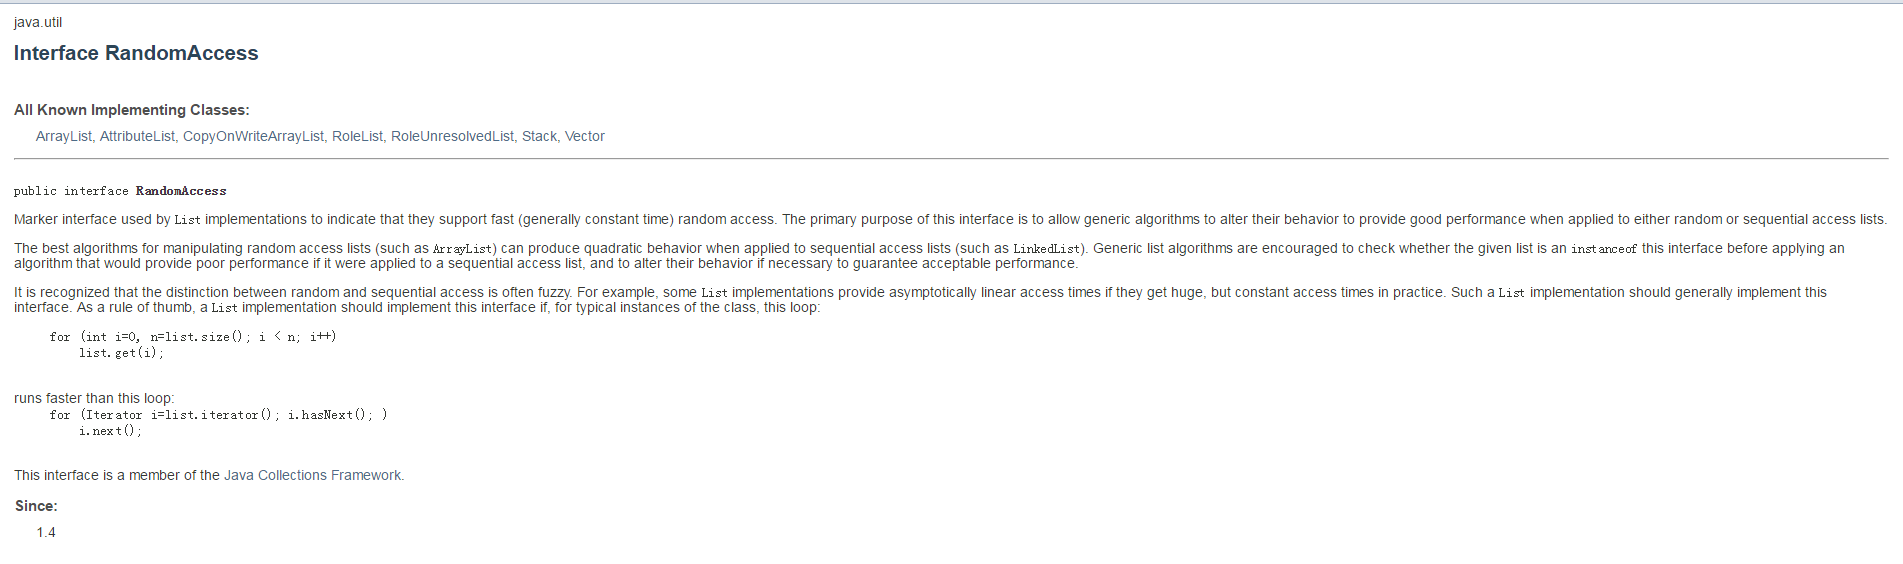 java.util
Interface RandomAccess
All Known Implementing Classes:
ArrayList, AttributeList, CopyOnWriteArrayList, RoleList, RoleUnresolvedList, Stack, Vector
public interface RandomAccess
Marker interface used by List implementations to indicate that they support fast (generally constant time) random access. The primary purpose of this interface is to allow generic algorithms to alter their behavior to provide good performance when applied to either random or sequential access lists.
The best algorithms for manipulating random access lists (such as ArrayList) can produce quadratic behavior when applied to sequential access lists (such as LinkedList). Generic list algorithms are encouraged to check whether the given list is an instanceof this interface before applying an
algorithm that would provide poor performance if it were applied to a sequential access list, and to alter their behavior if necessary to guarantee acceptable performance.
It is recognized that the distinction between random and sequential access is often fuzzy. For example, some List implementations provide asymptotically linear access times if they get huge, but constant access times in practice. Such a List implementation should generally implement this
interface. As a rule of thumb, a List implementation should implement this interface if, for typical instances of the class, this loop:
for (int i=0, n=list.size(); i < n; i++)
list.get(i);
runs faster than this loop:
for (Iterator i=list.iterator(); i.hasNext(); )
i.next();
This interface is a member of the Java Collections Framework.
Since:
1.4